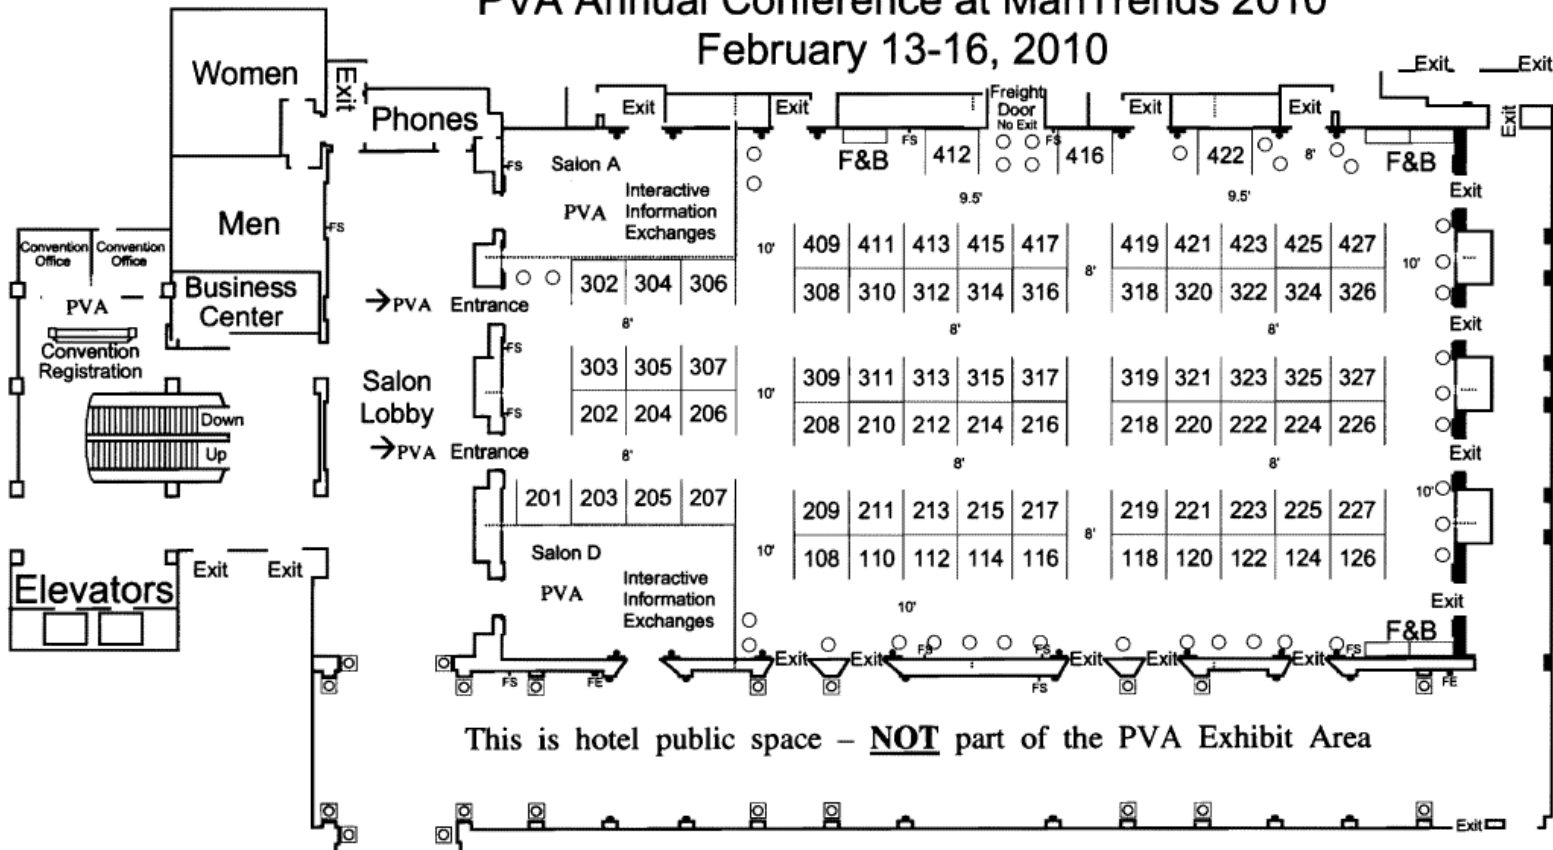 PVA Annual Conference at ManTrends 2010
February 13-16, 2010
Women
Exit
Phones
Men
FS
Convention Office
Convention Office
PVA
Convention
Registration
Business
Center
Down
Up
Elevators
Exit Exit
Salon
Lobby
→PVA Entrance
→PVA Entrance
FS
FS
FS
Exit Exit
Freight
Door
No Exit
Exit Exit
Exit Exit
Exit
Salon A
PVA
Interactive
Information
Exchanges
F&B FS 412 FS 416 422 8' F&B
Exit
9.5' 9.5'
10' 409 411 413 415 417 8' 419 421 423 425 427 10'
302 304 306 308 310 312 314 316 318 320 322 324 326
8' 8' 8' Exit
303 305 307 10' 309 311 313 315 317 319 321 323 325 327
202 204 206 208 210 212 214 216 218 220 222 224 226
8' 8' 8' Exit
201 203 205 207 209 211 213 215 217 8' 219 221 223 225 227 10'
10' 108 110 112 114 116 118 120 122 124 126
Salon D
PVA
Interactive
Information
Exchanges
10' Exit
F&B
FS FS FS
Exit Exit Exit Exit Exit
FS FE FS FE
This is hotel public space – NOT part of the PVA Exhibit Area
Exit